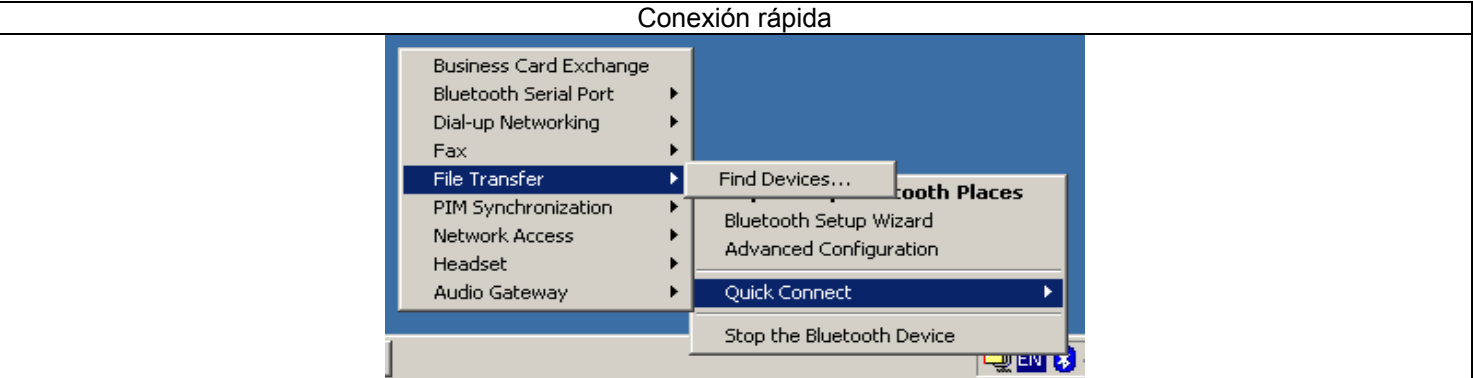 Conexión rápida
Business Card Exchange
Bluetooth Serial Port
Dial-up Networking
Fax
File Transfer
PIM Synchronization
Network Access
Headset
Audio Gateway
Find Devices...
tooth Places
Bluetooth Setup Wizard
Advanced Configuration
Quick Connect
Stop the Bluetooth Device
EN